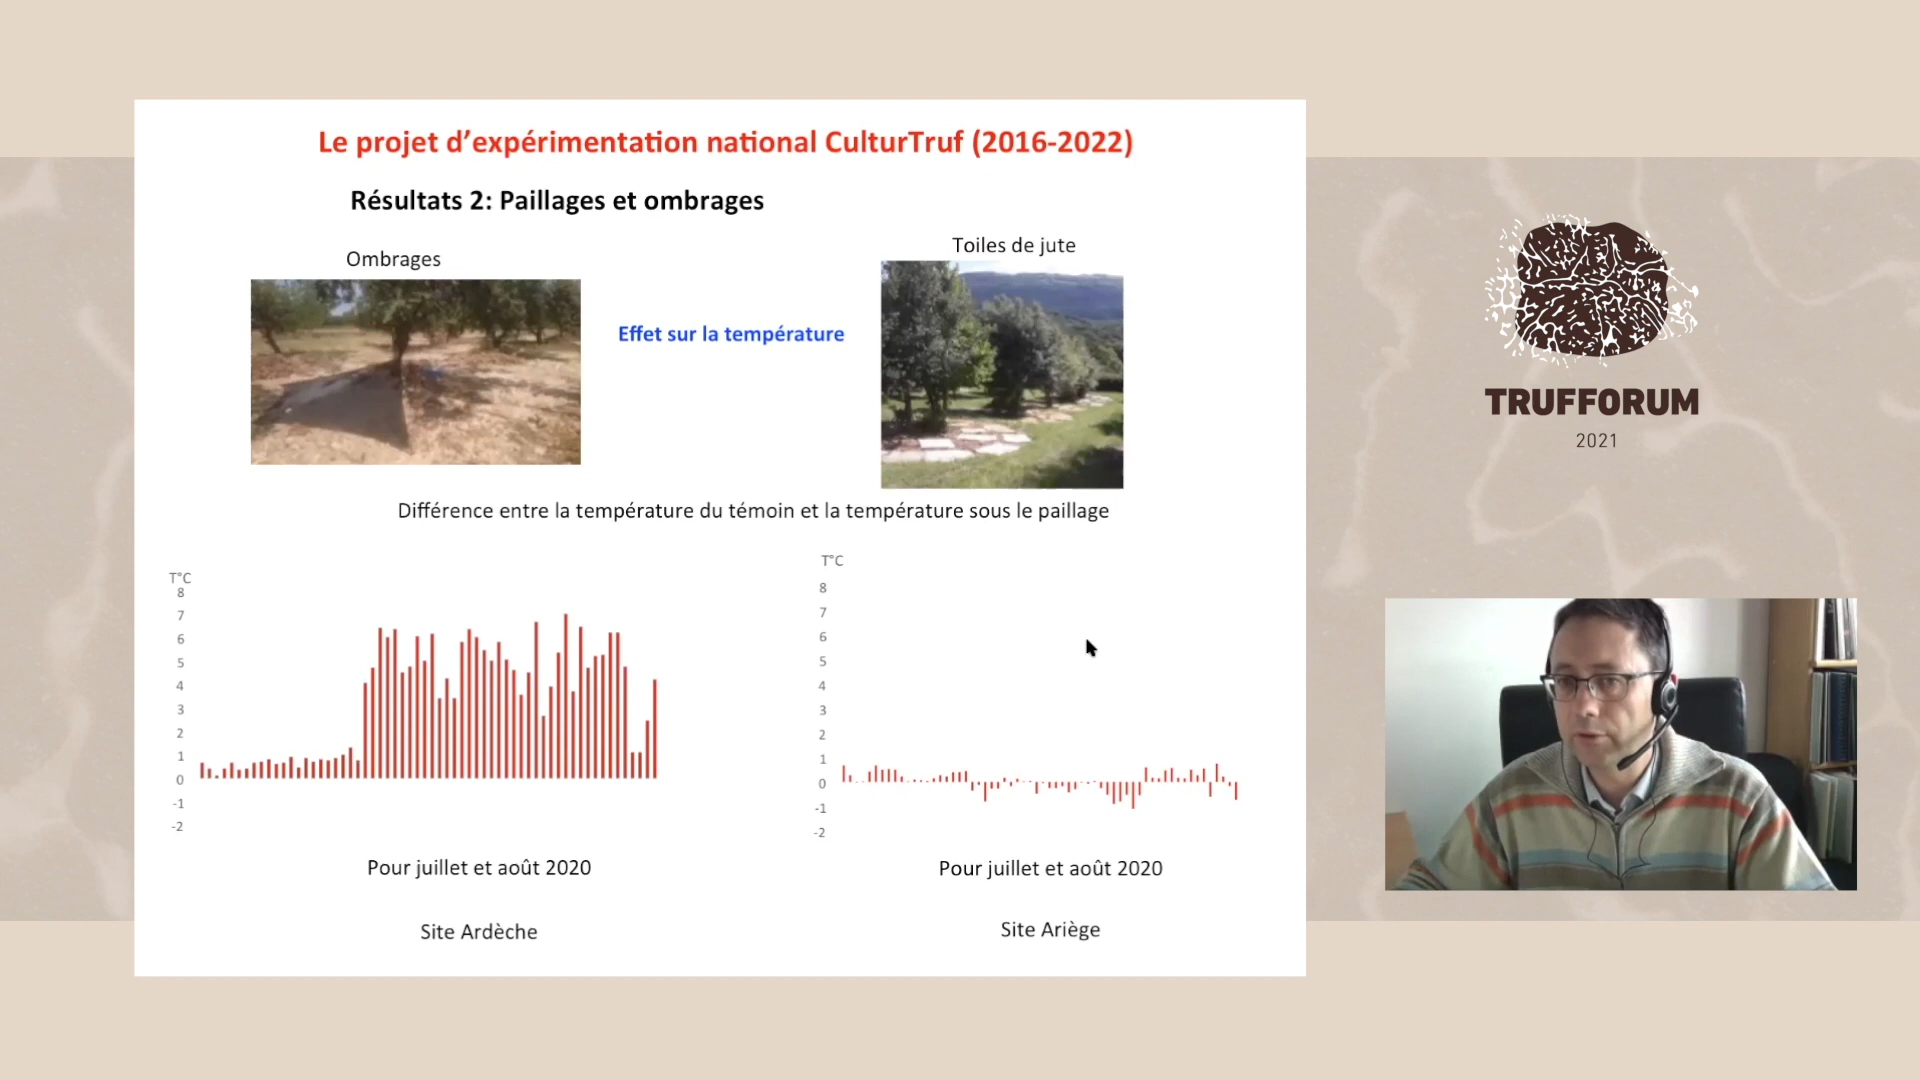 Le projet d’expérimentation national CulturTruf (2016-2022)
Résultats 2: Paillages et ombrages
Ombrages
Toiles de jute
Effet sur la température
Différence entre la température du témoin et la température sous le paillage
T°C
8
7
6
5
4
3
2
1
0
-1
-2
Pour juillet et août 2020
Site Ardèche
T°C
8
7
6
5
4
3
2
1
0
-1
-2
Pour juillet et août 2020
Site Ariège
TRUFFORUM
2021